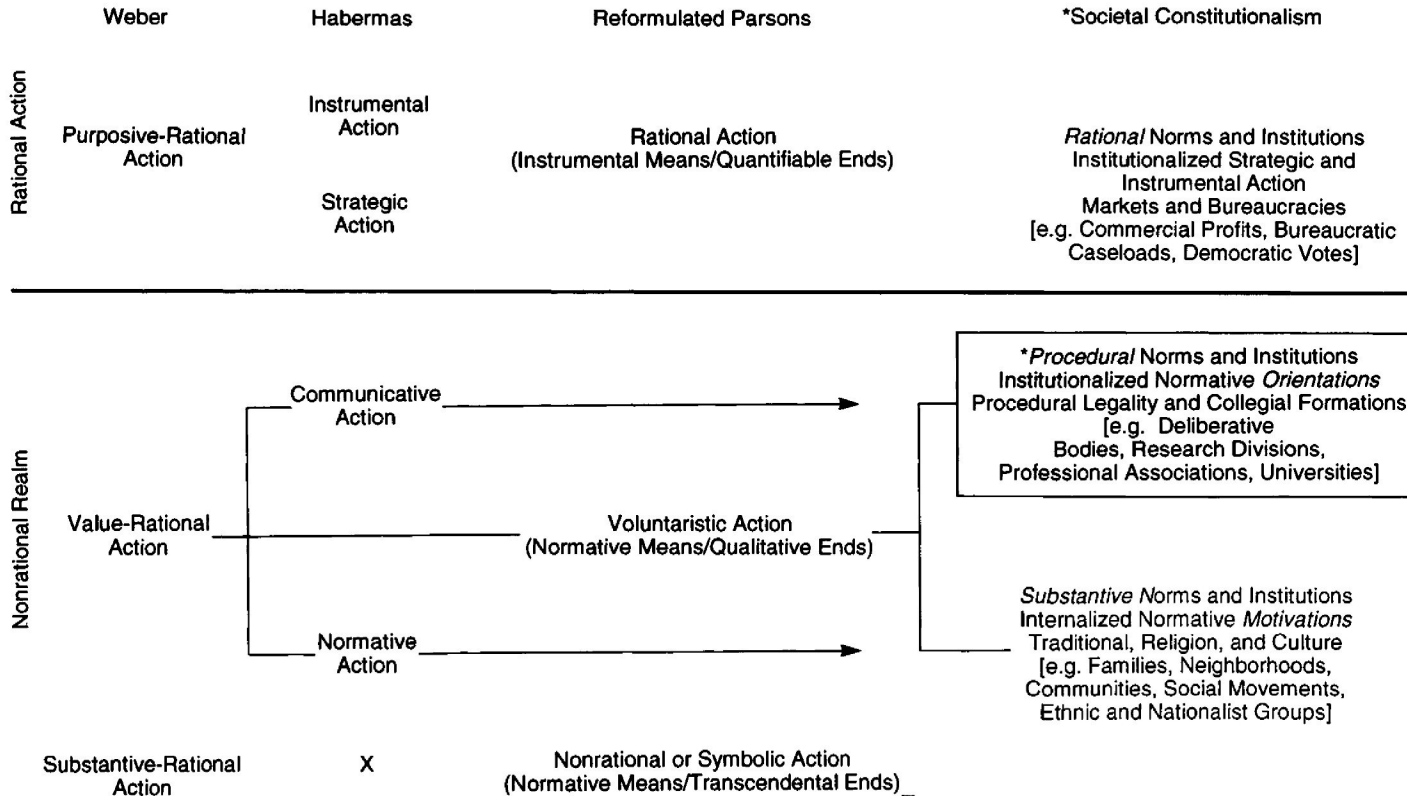 Weber
Habermas
Reformulated Parsons
*Societal Constitutionalism
Rational Action
Purposive-Rational
Action
Instrumental
Action
Strategic
Action
Rational Action
(Instrumental Means/Quantifiable Ends)
Rational Norms and Institutions
Institutionalized Strategic and
Instrumental Action
Markets and Bureaucracies
[e.g. Commercial Profits, Bureaucratic
Caseloads, Democratic Votes]
Nonrational Realm
Value-Rational
Action
Communicative
Action
Normative
Action
Voluntaristic Action
(Normative Means/Qualitative Ends)
*Procedural Norms and Institutions
Institutionalized Normative Orientations
Procedural Legality and Collegial Formations
[e.g. Deliberative
Bodies, Research Divisions,
Professional Associations, Universities]
Substantive Norms and Institutions
Internalized Normative Motivations
Traditional, Religion, and Culture
[e.g. Families, Neighborhoods,
Communities, Social Movements,
Ethnic and Nationalist Groups]
Substantive-Rational
Action
X
Nonrational or Symbolic Action
(Normative Means/Transcendental Ends)_